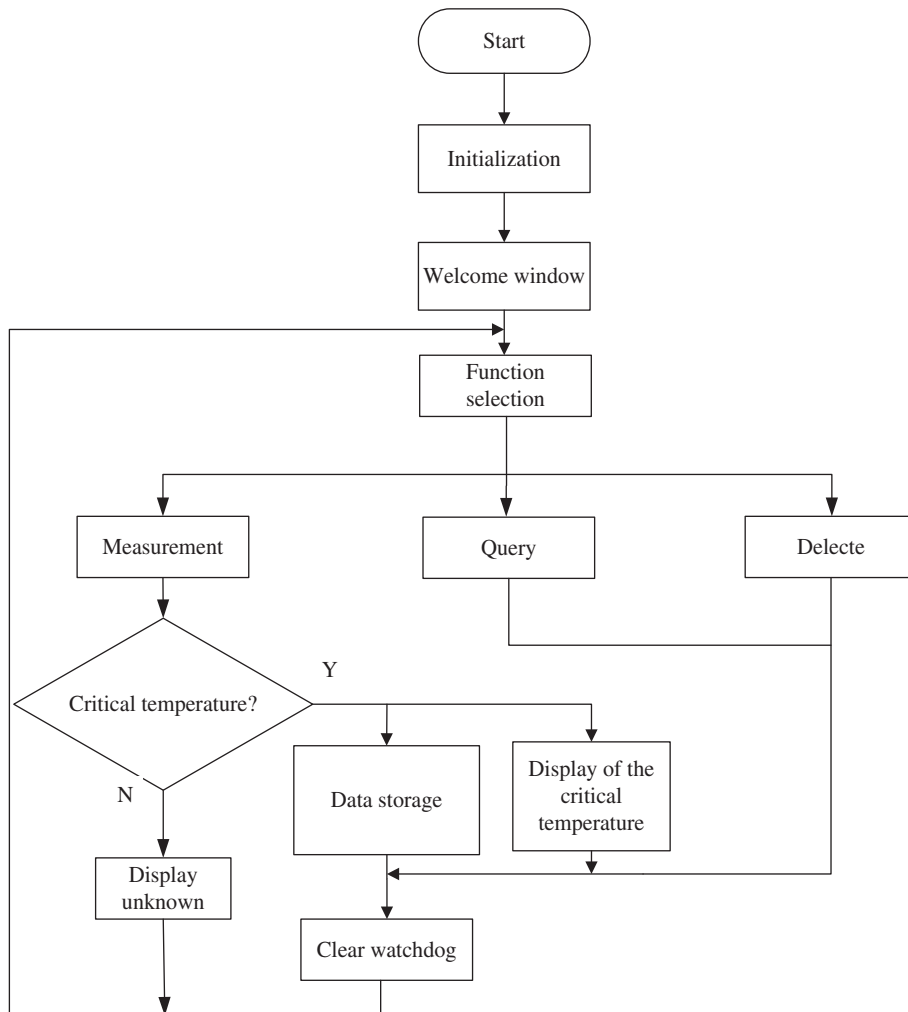 Start
Initialization
Welcome window
Function
selection
Measurement
Query
Delecte
Y
Critical temperature?
N
Data storage
Display of the
critical
temperature
Display
unknown
Clear watchdog